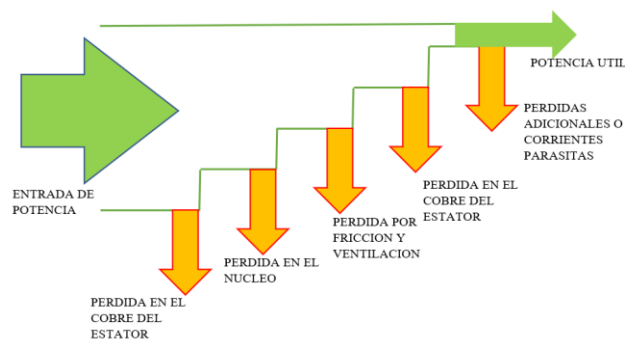 POTENCIA UTIL
PERDIDAS
ADICIONALES O
CORRIENTES
PARASITAS
ENTRADA DE
POTENCIA
PERDIDA EN EL
COBRE DEL
ESTATOR
PERDIDA POR
FRICCION Y
VENTILACION
PERDIDA EN EL
NUCLEO
PERDIDA EN EL
COBRE DEL
ESTATOR